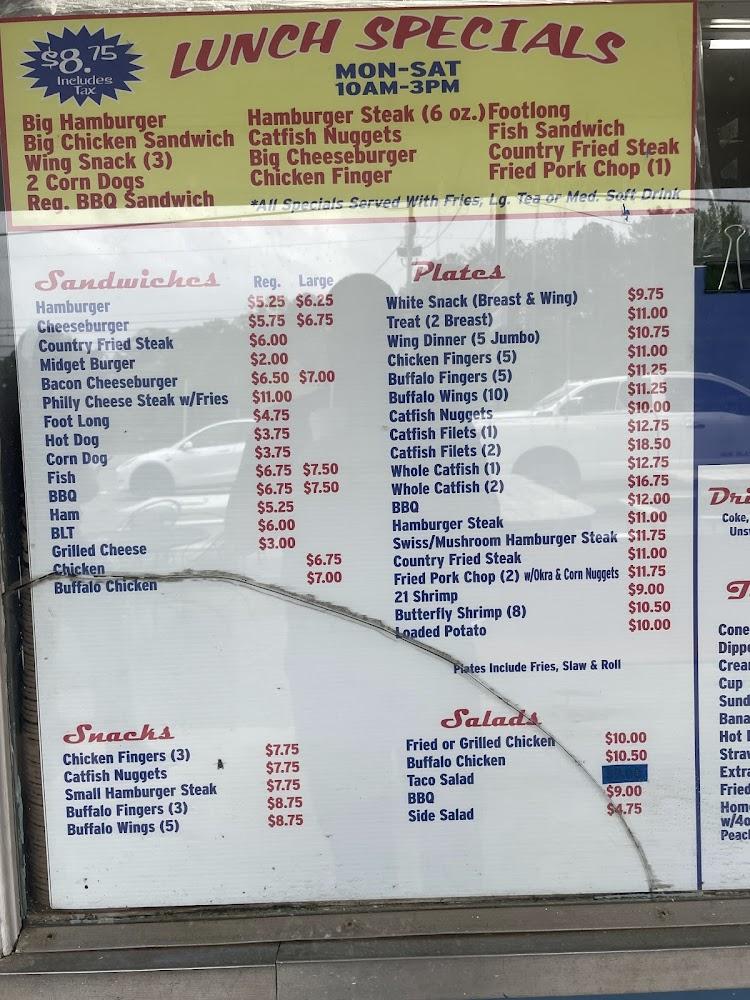 $8.75
Includes
Tax
LUNCH SPECIALS
MON-SAT
10AM-3PM
Big Hamburger
Big Chicken Sandwich
Wing Snack (3)
2 Corn Dogs
Reg. BBQ Sandwich
Hamburger Steak (6 oz.)
Catfish Nuggets
Big Cheeseburger
Chicken Finger
Footlong
Fish Sandwich
Country Fried Steak
Fried Pork Chop (1)
*All Specials Served With Fries, Lg. Tea or Med. Soft Drink
Sandwiches Reg. Large
Hamburger $5.25 $6.25
Cheeseburger $5.75 $6.75
Country Fried Steak $6.00
Midget Burger $2.00
Bacon Cheeseburger $6.50 $7.00
Philly Cheese Steak w/Fries $11.00
Foot Long $4.75
Hot Dog $3.75
Corn Dog $3.75
Fish $6.75 $7.50
BBQ $6.75 $7.50
Ham $5.25
BLT $6.00
Grilled Cheese $3.00
Chicken $6.75
Buffalo Chicken $7.00
Plates
White Snack (Breast & Wing) $9.75
Treat (2 Breast) $11.00
Wing Dinner (5 Jumbo) $10.75
Chicken Fingers (5) $11.00
Buffalo Fingers (5) $11.25
Buffalo Wings (10) $11.25
Catfish Nuggets $10.00
Catfish Filets (1) $12.75
Catfish Filets (2) $18.50
Whole Catfish (1) $12.75
Whole Catfish (2) $16.75
BBQ $12.00
Hamburger Steak $11.00
Swiss/Mushroom Hamburger Steak $11.75
Country Fried Steak $11.00
Fried Pork Chop (2) w/Okra & Corn Nuggets $11.75
21 Shrimp $9.00
Butterfly Shrimp (8) $10.50
Loaded Potato $10.00
Plates Include Fries, Slaw & Roll
Snacks
Chicken Fingers (3) $7.75
Catfish Nuggets $7.75
Small Hamburger Steak $7.75
Buffalo Fingers (3) $8.75
Buffalo Wings (5) $8.75
Salads
Fried or Grilled Chicken $10.00
Buffalo Chicken $10.50
Taco Salad
BBQ $9.00
Side Salad $4.75
Dri
Coke,
Uns
Cone
Dipp
Crea
Cup
Sund
Bana
Hot
Stra
Extra
Fried
Hom
w/4o
Peac